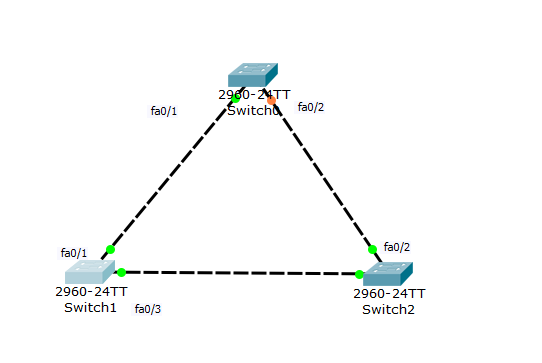 2960-24TT
Switch0
fa0/1
fa0/2
fa0/1
fa0/2
2960-24TT
Switch1
fa0/3
2960-24TT
Switch2